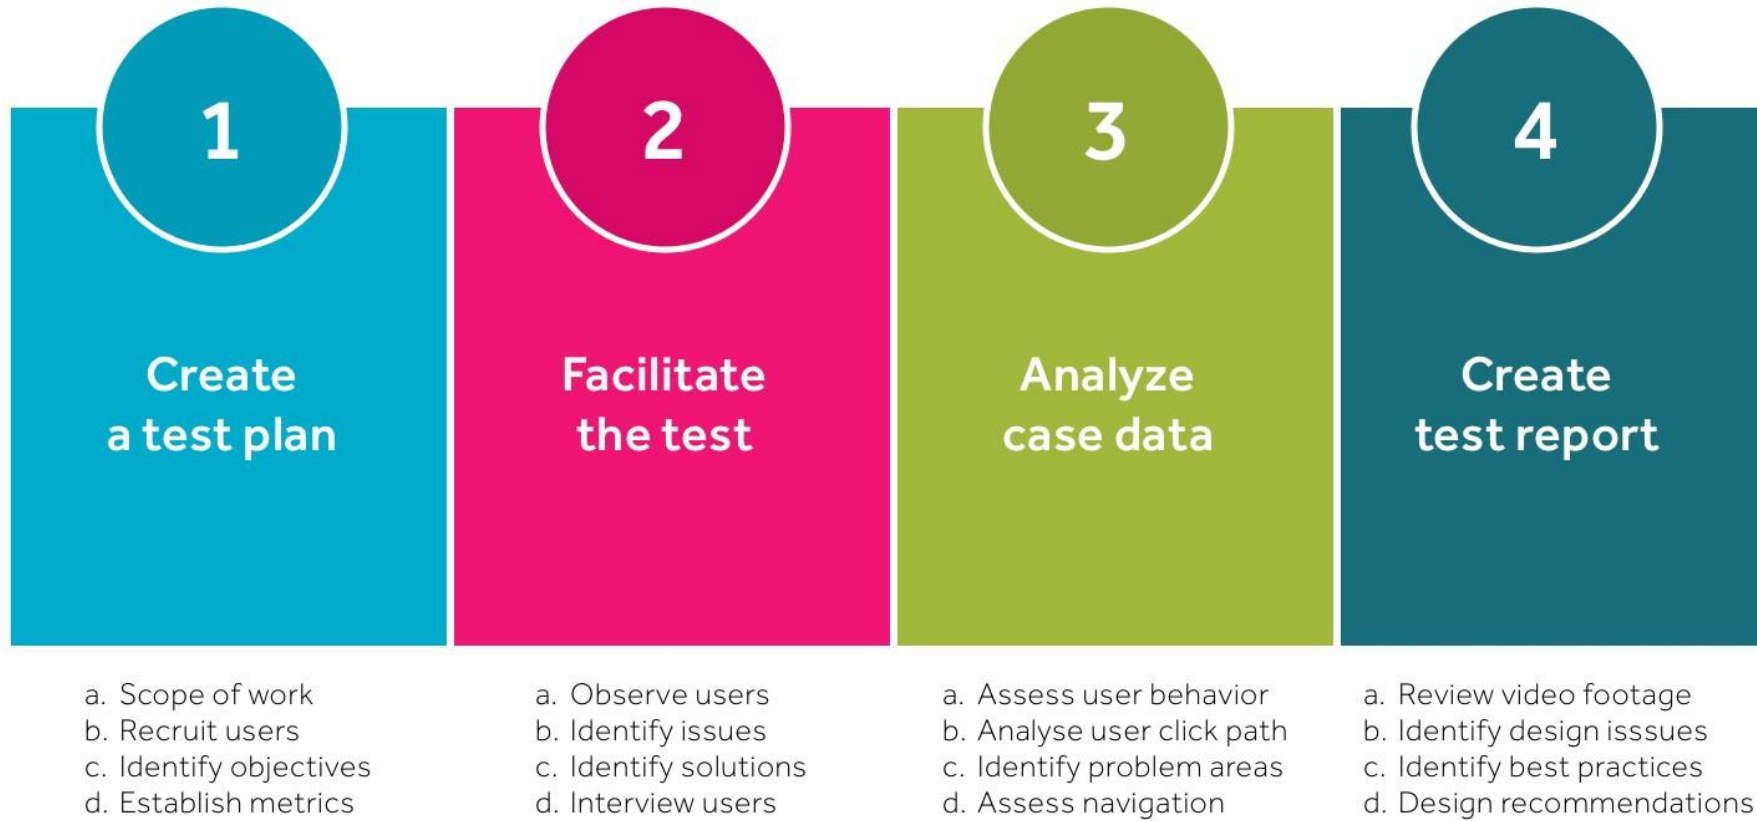 1
Create
a test plan
a. Scope of work
b. Recruit users
c. Identify objectives
d. Establish metrics
2
Facilitate
the test
a. Observe users
b. Identify issues
c. Identify solutions
d. Interview users
3
Analyze
case data
a. Assess user behavior
b. Analyse user click path
c. Identify problem areas
d. Assess navigation
4
Create
test report
a. Review video footage
b. Identify design isssues
c. Identify best practices
d. Design recommendations